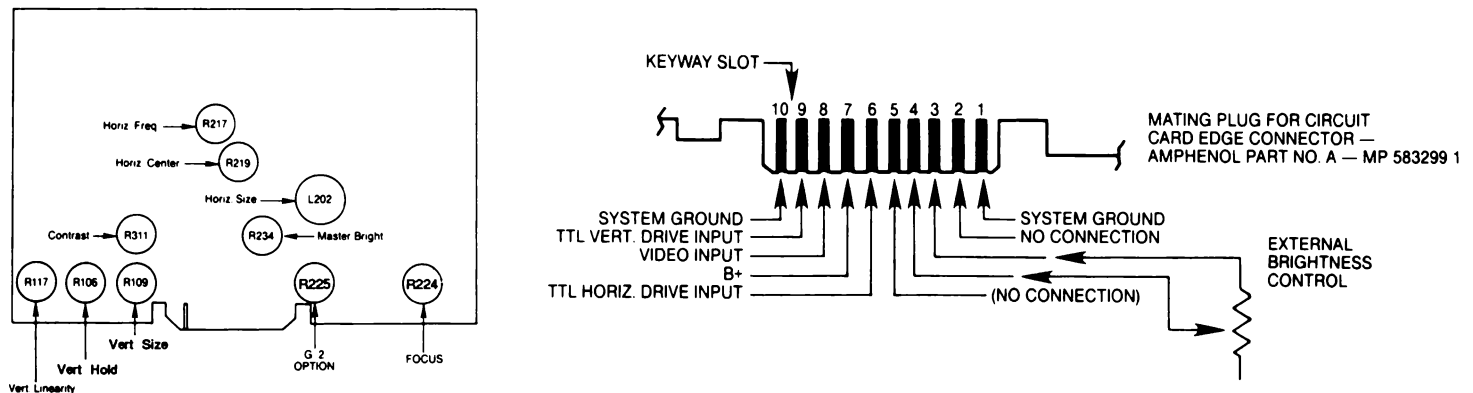 Horiz Freq
R217
Horiz Center
R219
Horiz. Size
L202
Contrast
R311
R234
Master Bright
R117
R106
R109
R225
R224
Vert Size
Vert Hold
Vert Linearity
G 2
OPTION
FOCUS
KEYWAY SLOT
10 9 8 7 6 5 4 3 2 1
MATING PLUG FOR CIRCUIT
CARD EDGE CONNECTOR —
AMPHENOL PART NO. A — MP 583299 1
SYSTEM GROUND
TTL VERT. DRIVE INPUT
VIDEO INPUT
B+
TTL HORIZ. DRIVE INPUT
SYSTEM GROUND
NO CONNECTION
(NO CONNECTION)
EXTERNAL
BRIGHTNESS
CONTROL